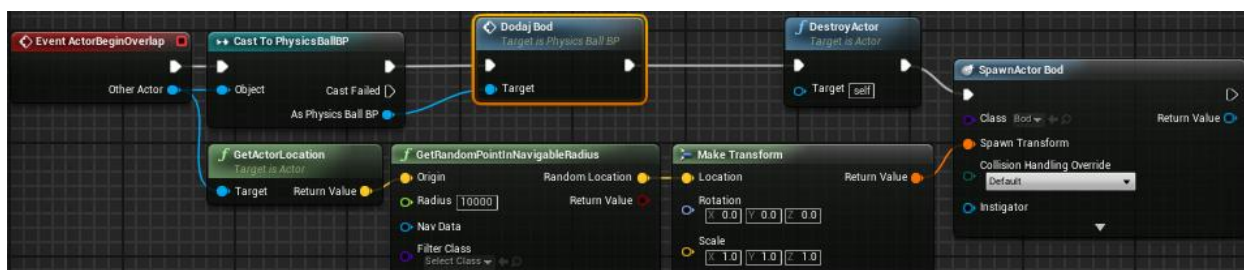 Event ActorBeginOverlap
Other Actor
Cast To PhysicsBallBP
Object
Cast Failed
As Physics Ball BP
Dodaj Bod
Target is Physics Ball BP
Target
DestroyActor
Target is Actor
Target self
SpawnActor Bod
Class Bod
Return Value
Spawn Transform
Collision Handling Override
Default
Instigator
GetActorLocation
Target is Actor
Target Return Value
GetRandomPointInNavigableRadius
Origin Random Location
Radius 10000 Return Value
Nav Data
Filter Class
Select Class
Make Transform
Location Return Value
Rotation
X 0.0 Y 0.0 Z 0.0
Scale
X 1.0 Y 1.0 Z 1.0